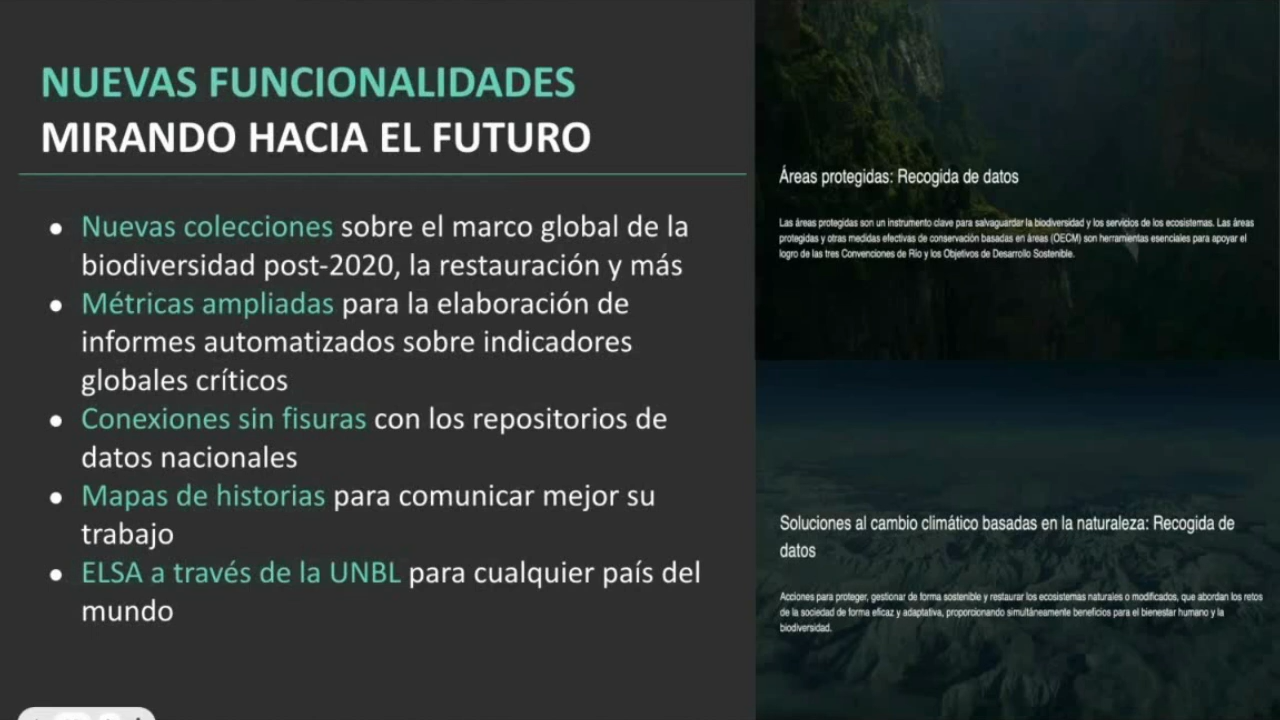 NUEVAS FUNCIONALIDADES
MIRANDO HACIA EL FUTURO
● Nuevas colecciones sobre el marco global de la
biodiversidad post-2020, la restauración y más
● Métricas ampliadas para la elaboración de
informes automatizados sobre indicadores
globales críticos
● Conexiones sin fisuras con los repositorios de
datos nacionales
● Mapas de historias para comunicar mejor su
trabajo
● ELSA a través de la UNBL para cualquier país del
mundo
Áreas protegidas: Recogida de datos
Las áreas protegidas son un instrumento clave para salvaguardar la biodiversidad y los servicios de los ecosistemas. Las áreas
protegidas y otras medidas efectivas de conservación basadas en áreas (OECM) son herramientas esenciales para apoyar el
logro de las tres Convenciones de Río y los Objetivos de Desarrollo Sostenible.
Soluciones al cambio climático basadas en la naturaleza: Recogida de
datos
Acciones para proteger, gestionar de forma sostenible y restaurar los ecosistemas naturales o modificados, que abordan los retos
de la sociedad de forma eficaz y adaptativa, proporcionando simultáneamente beneficios para el bienestar humano y la
biodiversidad.